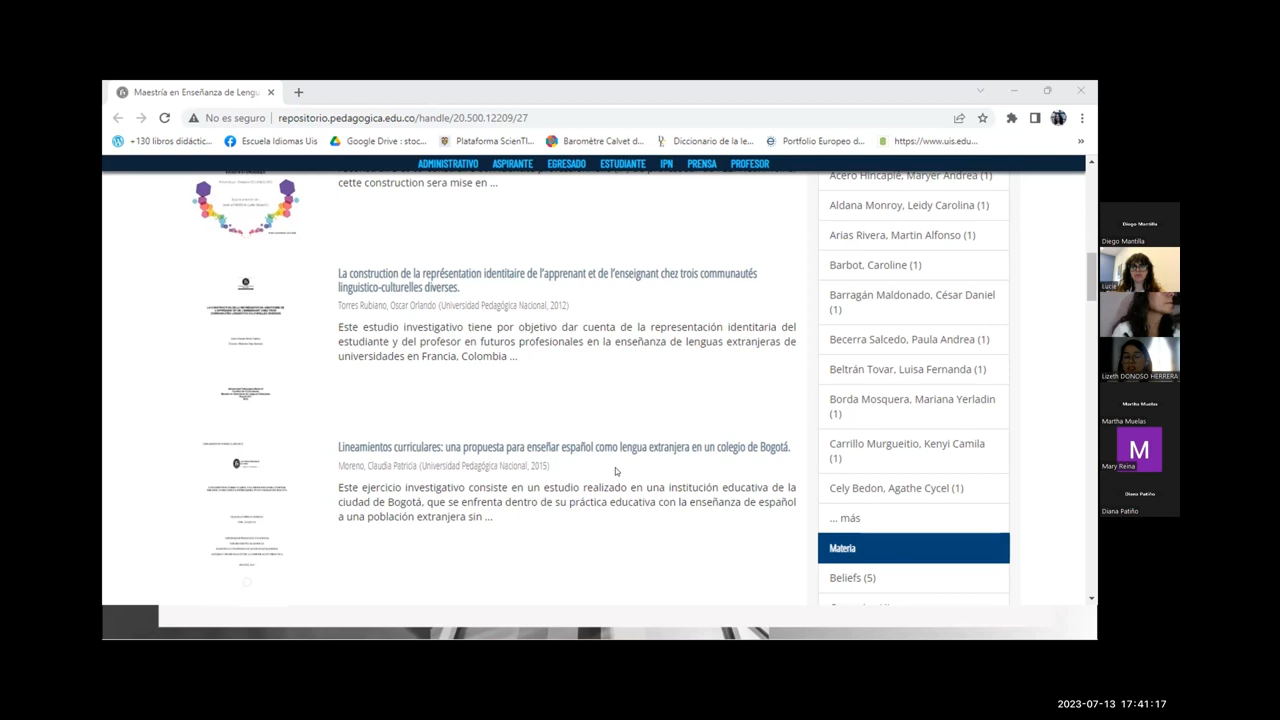 Maestría en Enseñanza de Lengu
No es seguro
repositorio.pedagogica.edu.co/handle/20.500.12209/27
+130 libros didáctic...
Escuela Idiomas Uis
Google Drive : stoc...
Plataforma ScienTI...
Baromètre Calvet d...
Diccionario de la le...
Portfolio Europeo d...
https://www.uis.edu...
»
ADMINISTRATIVO
ASPIRANTE
EGRESADO
ESTUDIANTE
IPN
PRENSA
PROFESOR
cette construction sera mise en ...
La construction de la représentation identitaire de l'apprenant et de l'enseignant chez trois communautés
linguistico-culturelles diverses.
Torres Rubiano, Oscar Orlando (Universidad Pedagógica Nacional, 2012)
Este estudio investigativo tiene por objetivo dar cuenta de la representación identitaria del
estudiante y del profesor en futuros profesionales en la enseñanza de lenguas extranjeras de
universidades en Francia, Colombia ...
Lineamientos curriculares: una propuesta para enseñar español como lengua extranjera en un colegio de Bogotá.
Moreno, Claudia Patricia (Universidad Pedagógica Nacional, 2015)
Este ejercicio investigativo consiste en un estudio realizado en una institución educativa de la
ciudad de Bogotá, que se enfrenta dentro de su práctica educativa con la enseñanza de español
a una población extranjera sin ...
Acero Hincapié, Maryer Andrea (1)
Aldana Monroy, Leidy Carolina (1)
Arias Rivera, Martin Alfonso (1)
Barbot, Caroline (1)
Barragán Maldonado, César Daniel
(1)
Becerra Salcedo, Paula Andrea (1)
Beltrán Tovar, Luisa Fernanda (1)
Borda Mosquera, Mariana Yerladin
(1)
Carrillo Murgueitio, Kenyi Camila
(1)
Cely Bedon, Agathe C. (1)
... más
Materia
Beliefs (5)
Diego Mantilla
Diego Mantilla
Lucie
Lizeth DONOSO HERRERA
Martha Muelas
Martha Muelas
M
Mary Reina
Diana Patiño
Diana Patiño
2023-07-13 17:41:17